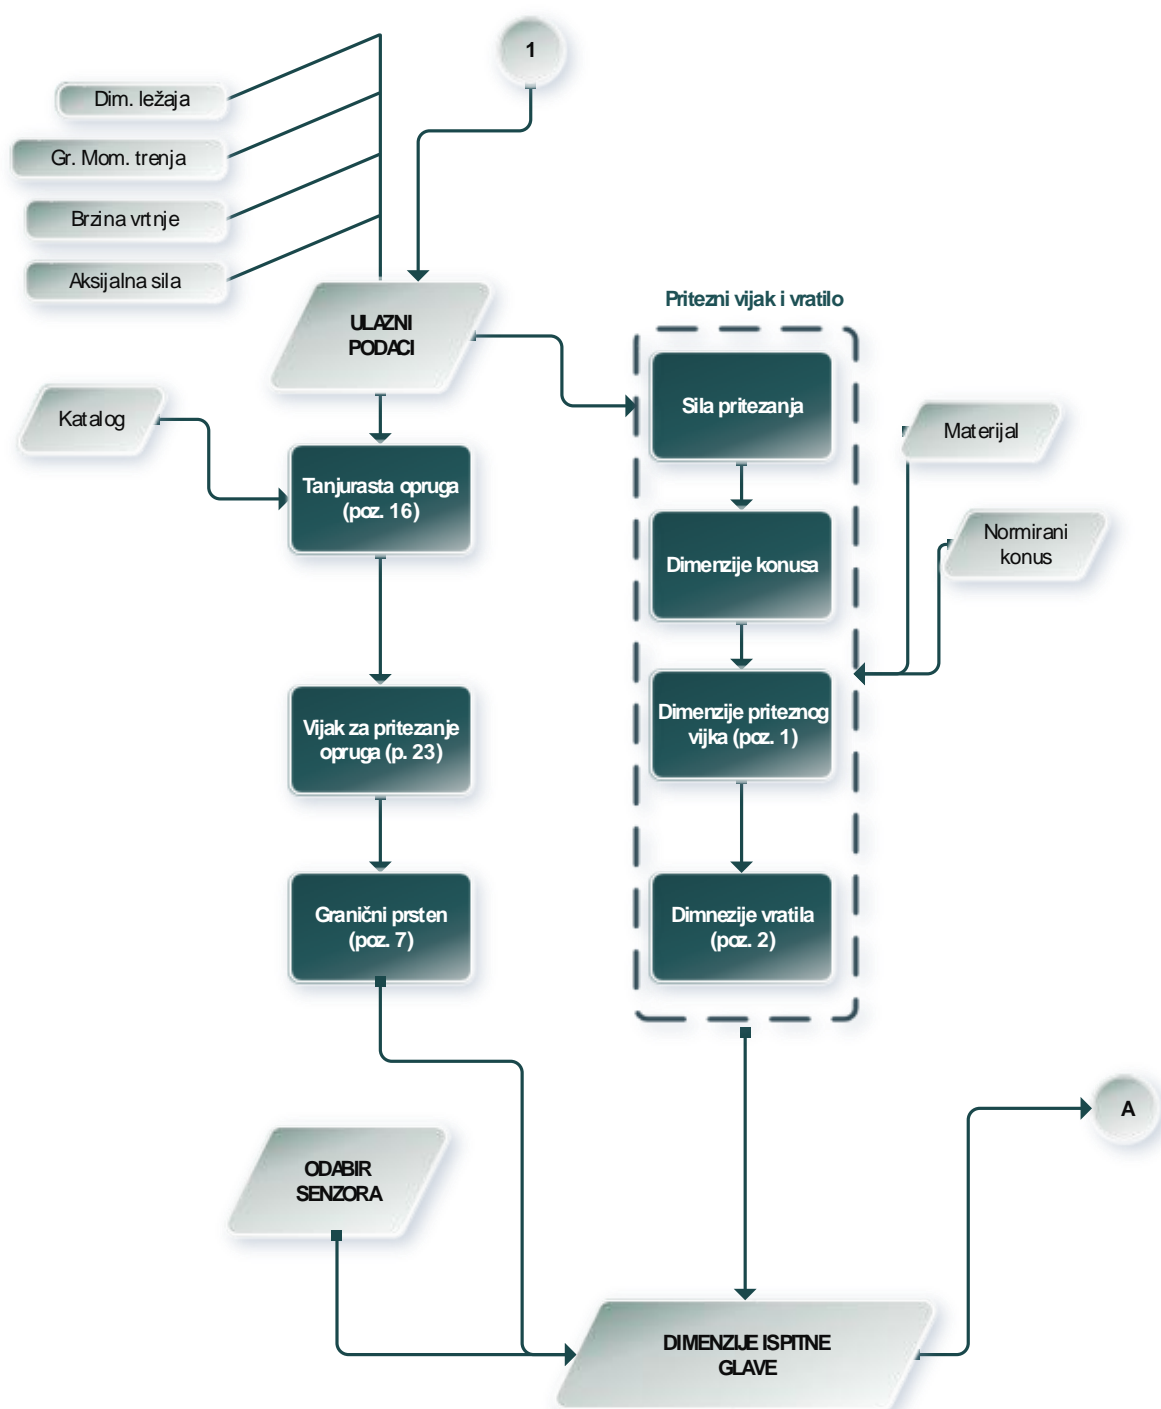 1
Dim. ležaja
Gr. Mom. trenja
Brzina vrtnje
Aksijalna sila
ULAZNI
PODACI
Pritezni vijak i vratilo
Sila pritezanja
Katalog
Materijal
Tanjurasta opruga
(poz. 16)
Normirani
konus
Dimenzije konusa
Vijak za pritezanje
opruga (p. 23)
Dimenzije priteznog
vijka (poz. 1)
Granični prsten
(poz. 7)
Dimnezije vratila
(poz. 2)
A
ODABIR
SENZORA
DIMENZIJE ISPITNE
GLAVE